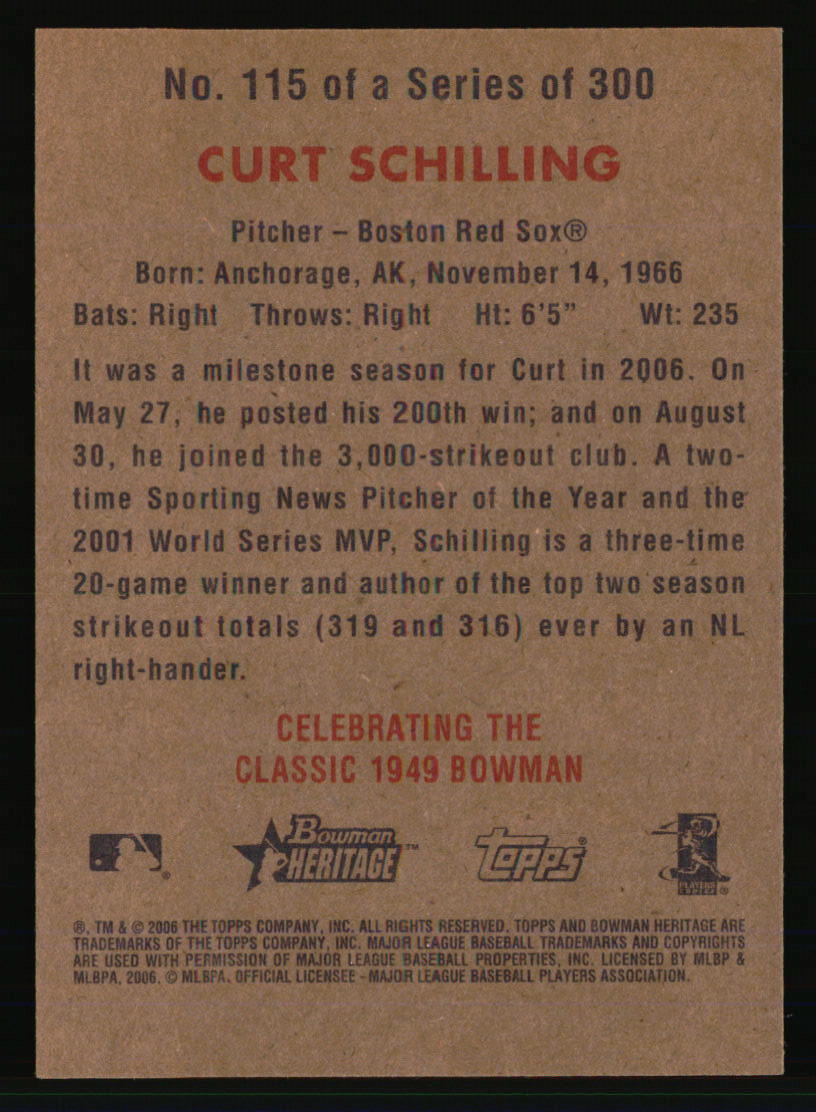 No. 115 of a Series of 300
CURT SCHILLING
Pitcher – Boston Red Sox®
Born: Anchorage, AK, November 14, 1966
Bats: Right Throws: Right Ht: 6'5" Wt: 235
It was a milestone season for Curt in 2006. On
May 27, he posted his 200th win; and on August
30, he joined the 3,000-strikeout club. A two-
time Sporting News Pitcher of the Year and the
2001 World Series MVP, Schilling is a three-time
20-game winner and author of the top two season
strikeout totals (319 and 316) ever by an NL
right-hander.
CELEBRATING THE
CLASSIC 1949 BOWMAN
® Bowman HERITAGE™ Topps® PLAYERS CHOICE ®
®, TM & © 2006 THE TOPPS COMPANY, INC. ALL RIGHTS RESERVED. TOPPS AND BOWMAN HERITAGE ARE
TRADEMARKS OF THE TOPPS COMPANY, INC. MAJOR LEAGUE BASEBALL TRADEMARKS AND COPYRIGHTS
ARE USED WITH PERMISSION OF MAJOR LEAGUE BASEBALL PROPERTIES, INC. LICENSED BY MLBP &
MLBPA, 2006. © MLBPA. OFFICIAL LICENSEE - MAJOR LEAGUE BASEBALL PLAYERS ASSOCIATION.